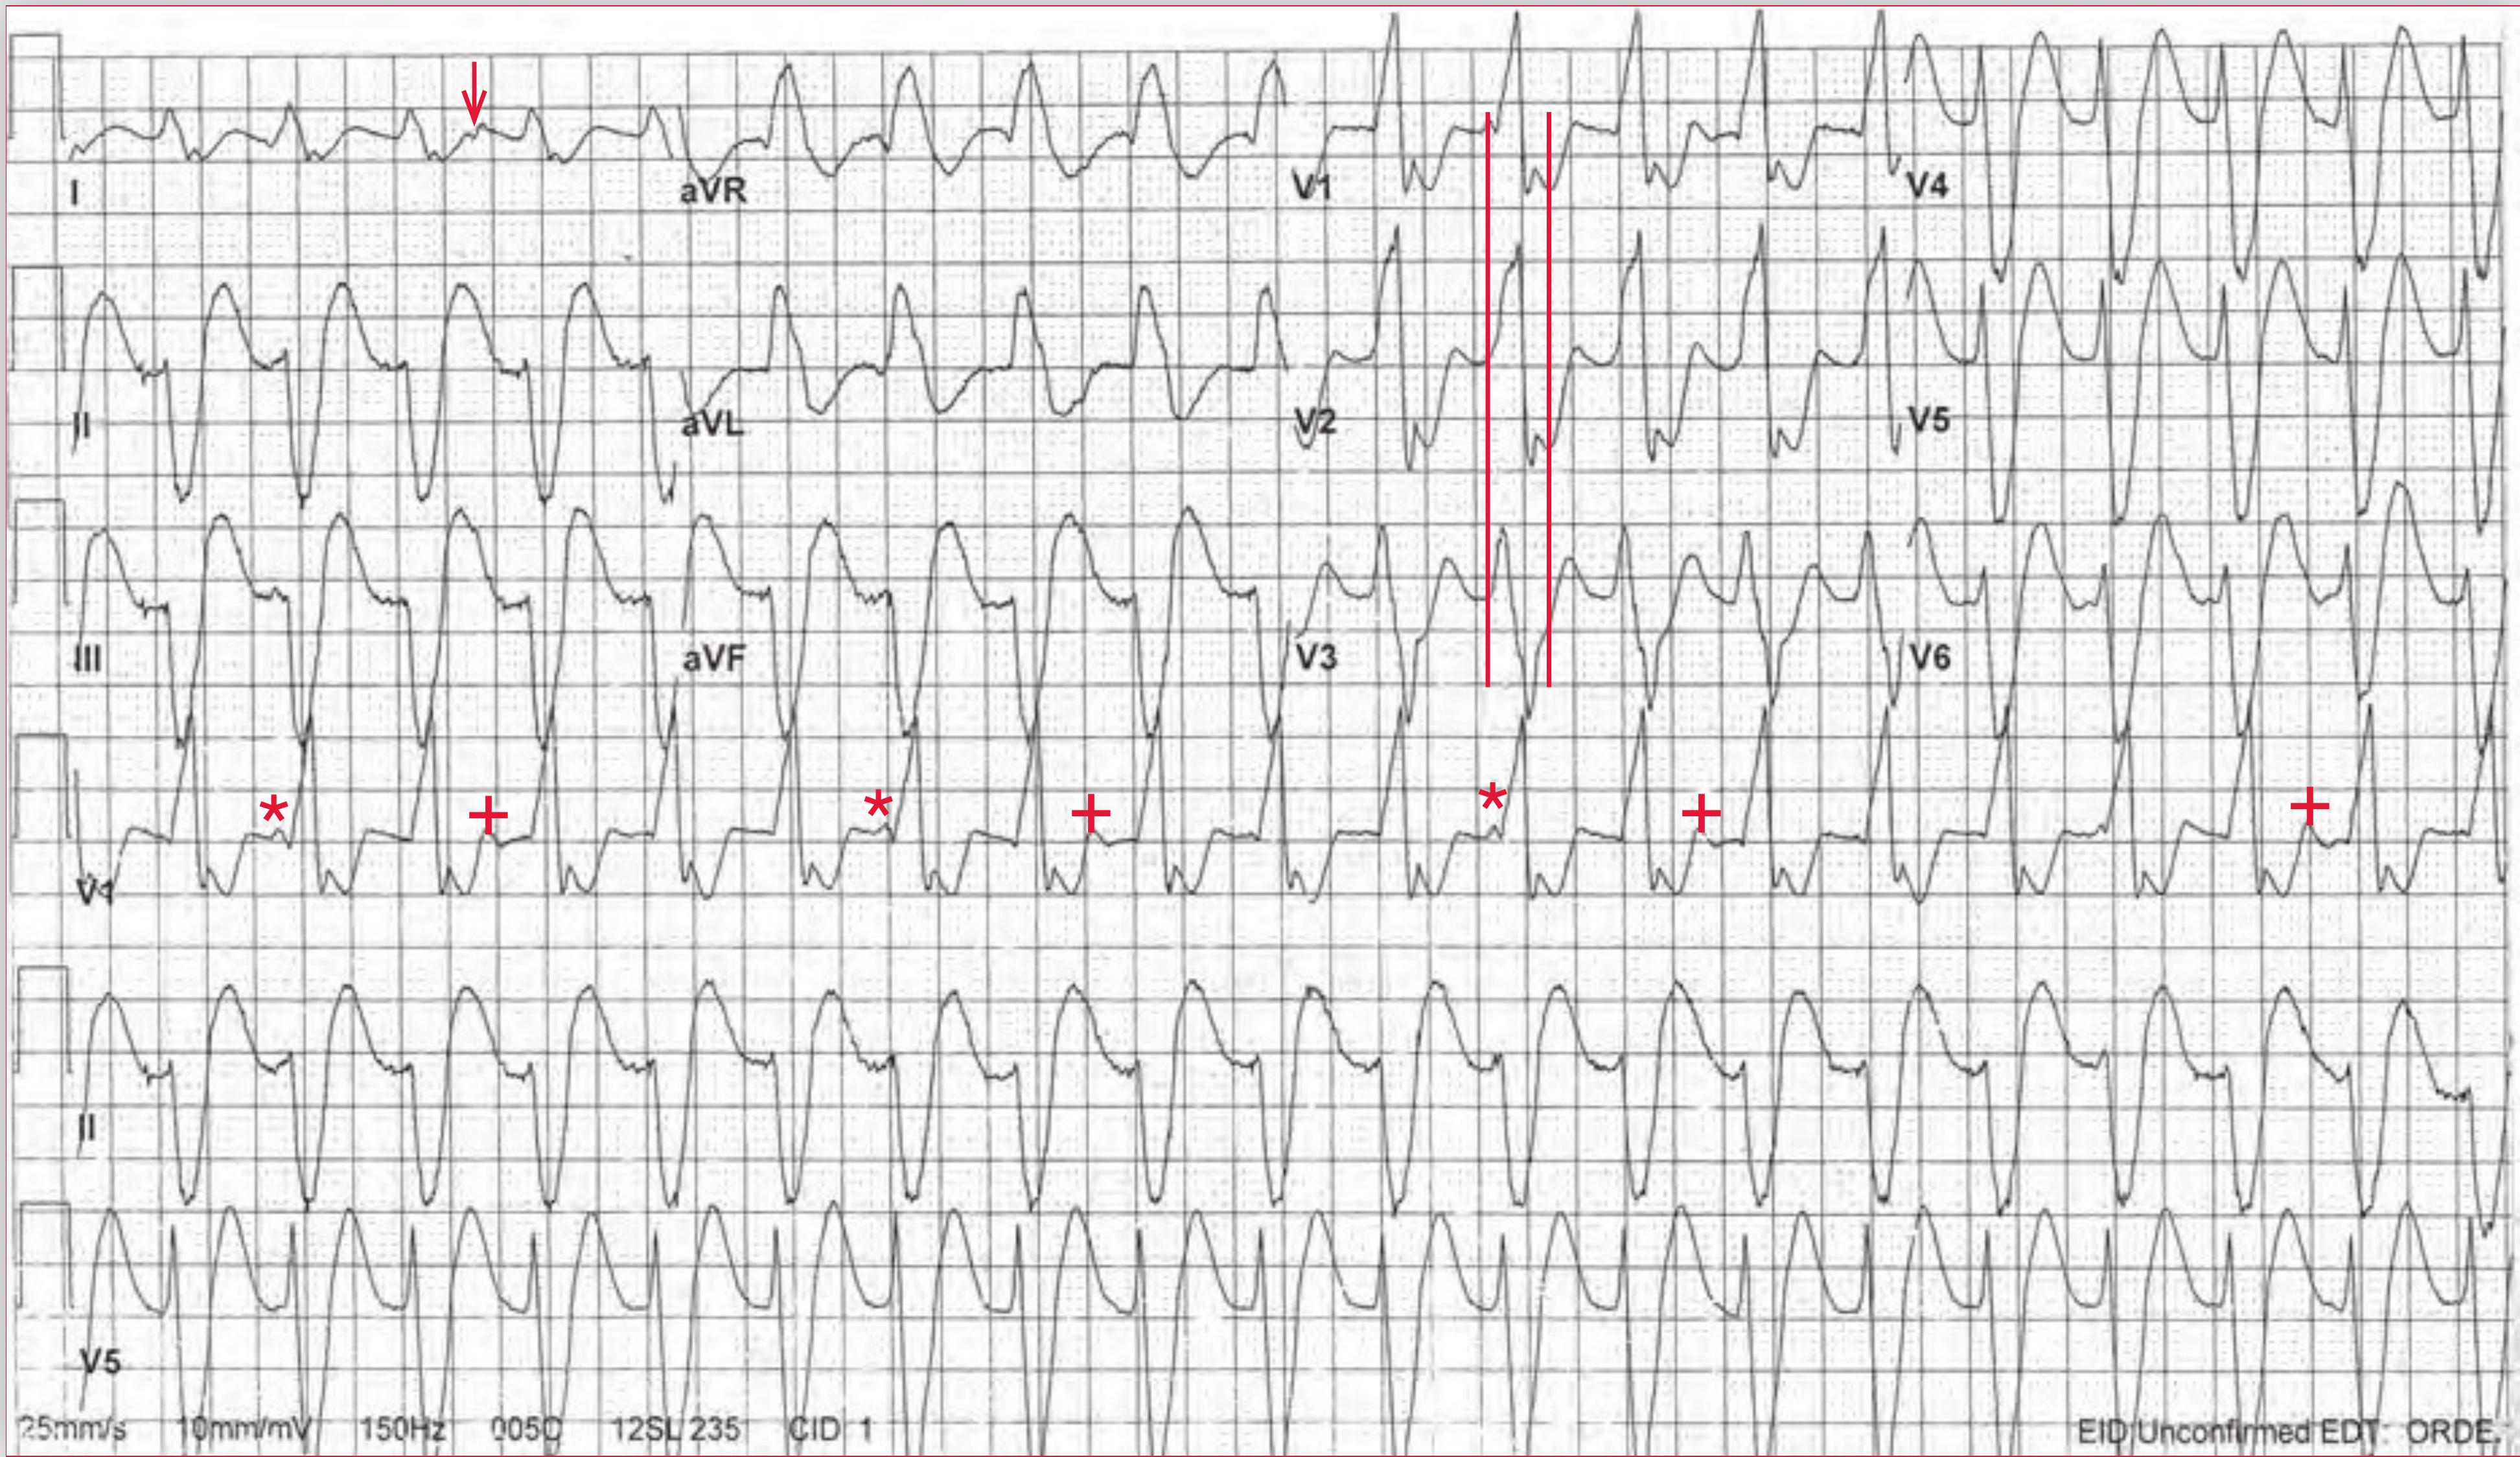 I aVR V1 V4
II aVL V2 V5
III aVF V3 V6
* + * + * + +
V1
II
V5
25mm/s 10mm/mV 150Hz 005C 12SL 235 CID 1 EID:Unconfirmed EDT: ORDE.